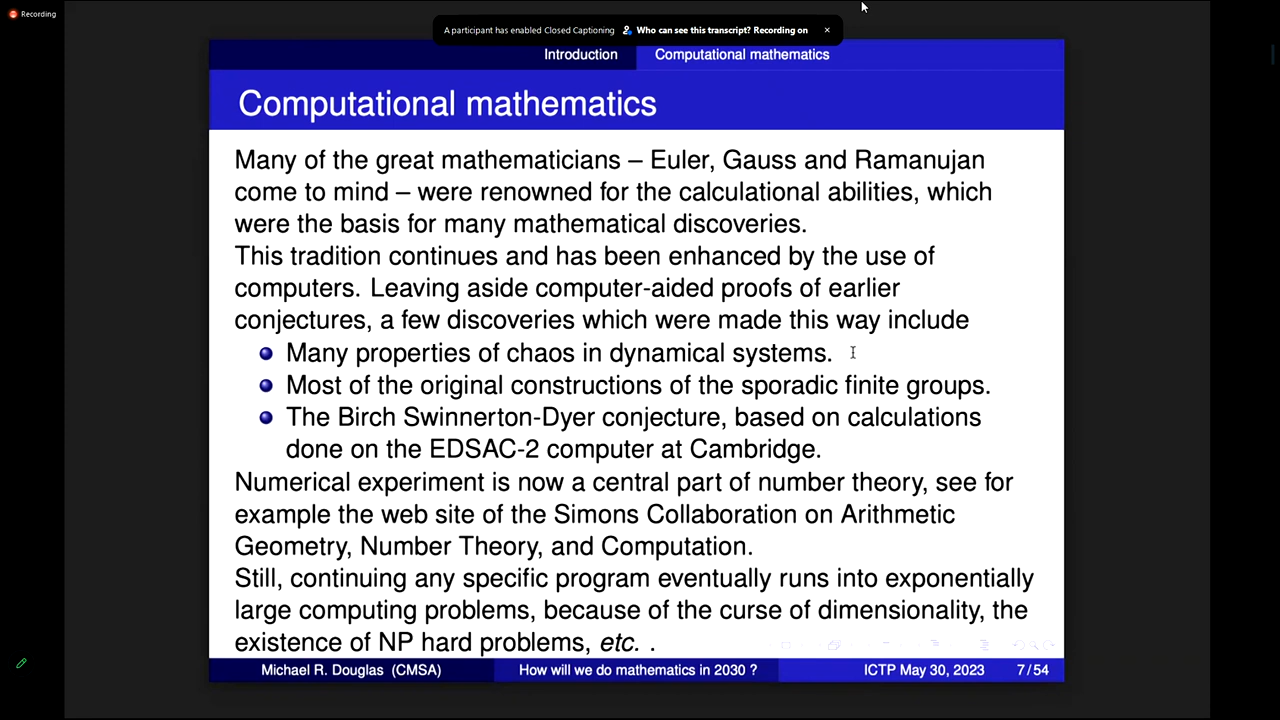 Recording
A participant has enabled Closed Captioning Who can see this transcript? Recording on
Introduction Computational mathematics
Computational mathematics
Many of the great mathematicians – Euler, Gauss and Ramanujan
come to mind – were renowned for the calculational abilities, which
were the basis for many mathematical discoveries.
This tradition continues and has been enhanced by the use of
computers. Leaving aside computer-aided proofs of earlier
conjectures, a few discoveries which were made this way include
Many properties of chaos in dynamical systems.
Most of the original constructions of the sporadic finite groups.
The Birch Swinnerton-Dyer conjecture, based on calculations
done on the EDSAC-2 computer at Cambridge.
Numerical experiment is now a central part of number theory, see for
example the web site of the Simons Collaboration on Arithmetic
Geometry, Number Theory, and Computation.
Still, continuing any specific program eventually runs into exponentially
large computing problems, because of the curse of dimensionality, the
existence of NP hard problems, etc. .
Michael R. Douglas (CMSA) How will we do mathematics in 2030 ? ICTP May 30, 2023 7 / 54